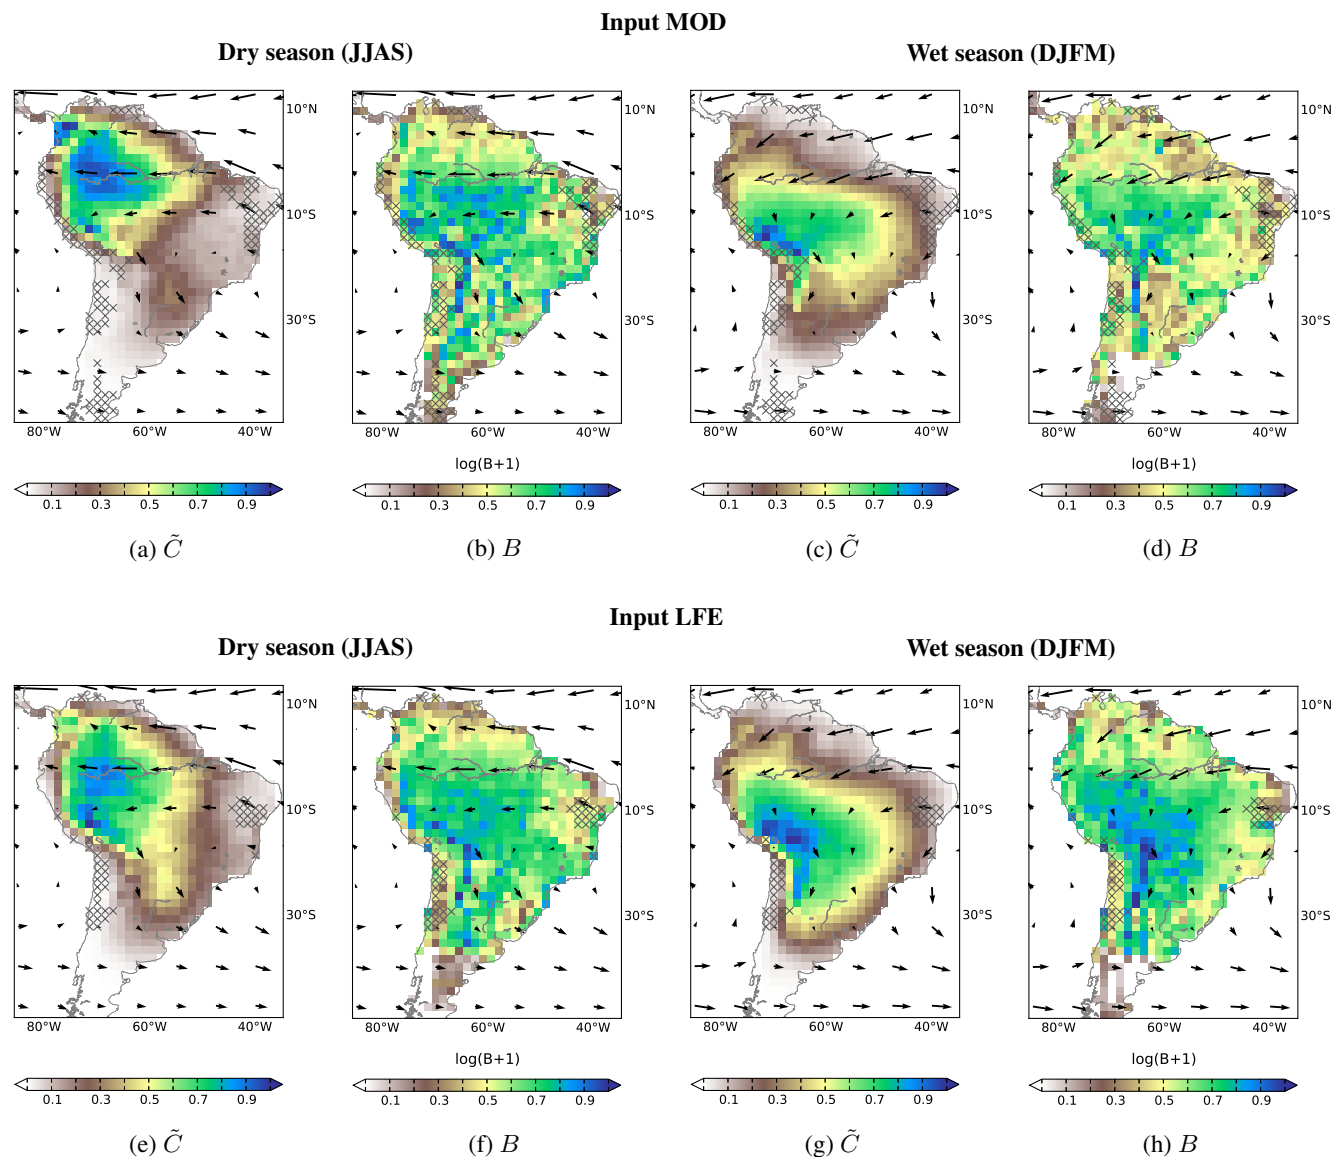 Input MOD
Dry season (JJAS) Wet season (DJFM)
10°N 10°N 10°N 10°N
10°S 10°S 10°S 10°S
30°S 30°S 30°S 30°S
80°W 60°W 40°W 80°W 60°W 40°W 80°W 60°W 40°W 80°W 60°W 40°W
log(B+1) log(B+1)
0.1 0.3 0.5 0.7 0.9 0.1 0.3 0.5 0.7 0.9 0.1 0.3 0.5 0.7 0.9 0.1 0.3 0.5 0.7 0.9
(a) C̃ (b) B (c) C̃ (d) B
Input LFE
Dry season (JJAS) Wet season (DJFM)
10°N 10°N 10°N 10°N
10°S 10°S 10°S 10°S
30°S 30°S 30°S 30°S
80°W 60°W 40°W 80°W 60°W 40°W 80°W 60°W 40°W 80°W 60°W 40°W
log(B+1) log(B+1)
0.1 0.3 0.5 0.7 0.9 0.1 0.3 0.5 0.7 0.9 0.1 0.3 0.5 0.7 0.9 0.1 0.3 0.5 0.7 0.9
(e) C̃ (f) B (g) C̃ (h) B